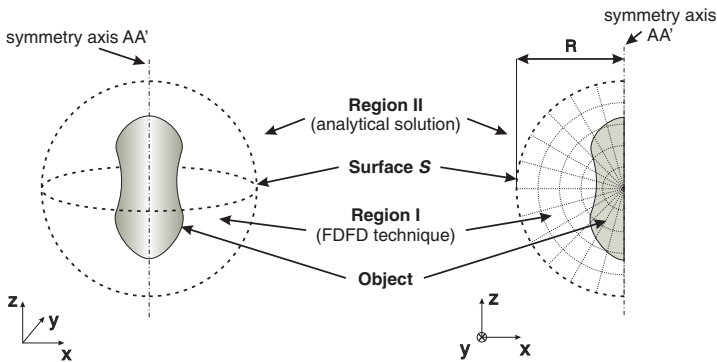 symmetry axis AA'
symmetry axis
AA'
R
Region II
(analytical solution)
Surface S
Region I
(FDFD technique)
Object
z
y
x
z
y
x